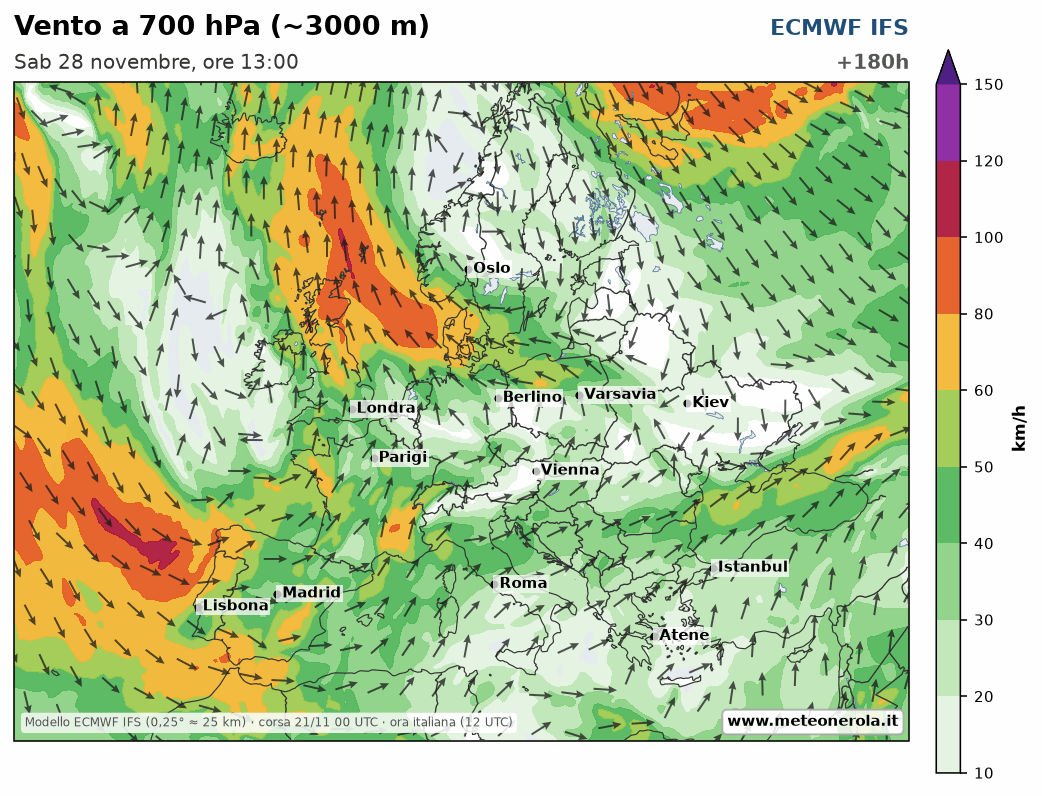 Vento a 700 hPa (~3000 m)
ECMWF IFS
Sab 28 novembre, ore 13:00
+180h
150
120
100
80
60
50
40
30
20
10
km/h
Oslo
Londra
Berlino
Varsavia
Kiev
Parigi
Vienna
Istanbul
Roma
Madrid
Lisbona
Atene
Modello ECMWF IFS (0,25° ≈ 25 km) · corsa 21/11 00 UTC · ora italiana (12 UTC)
www.meteonerola.it